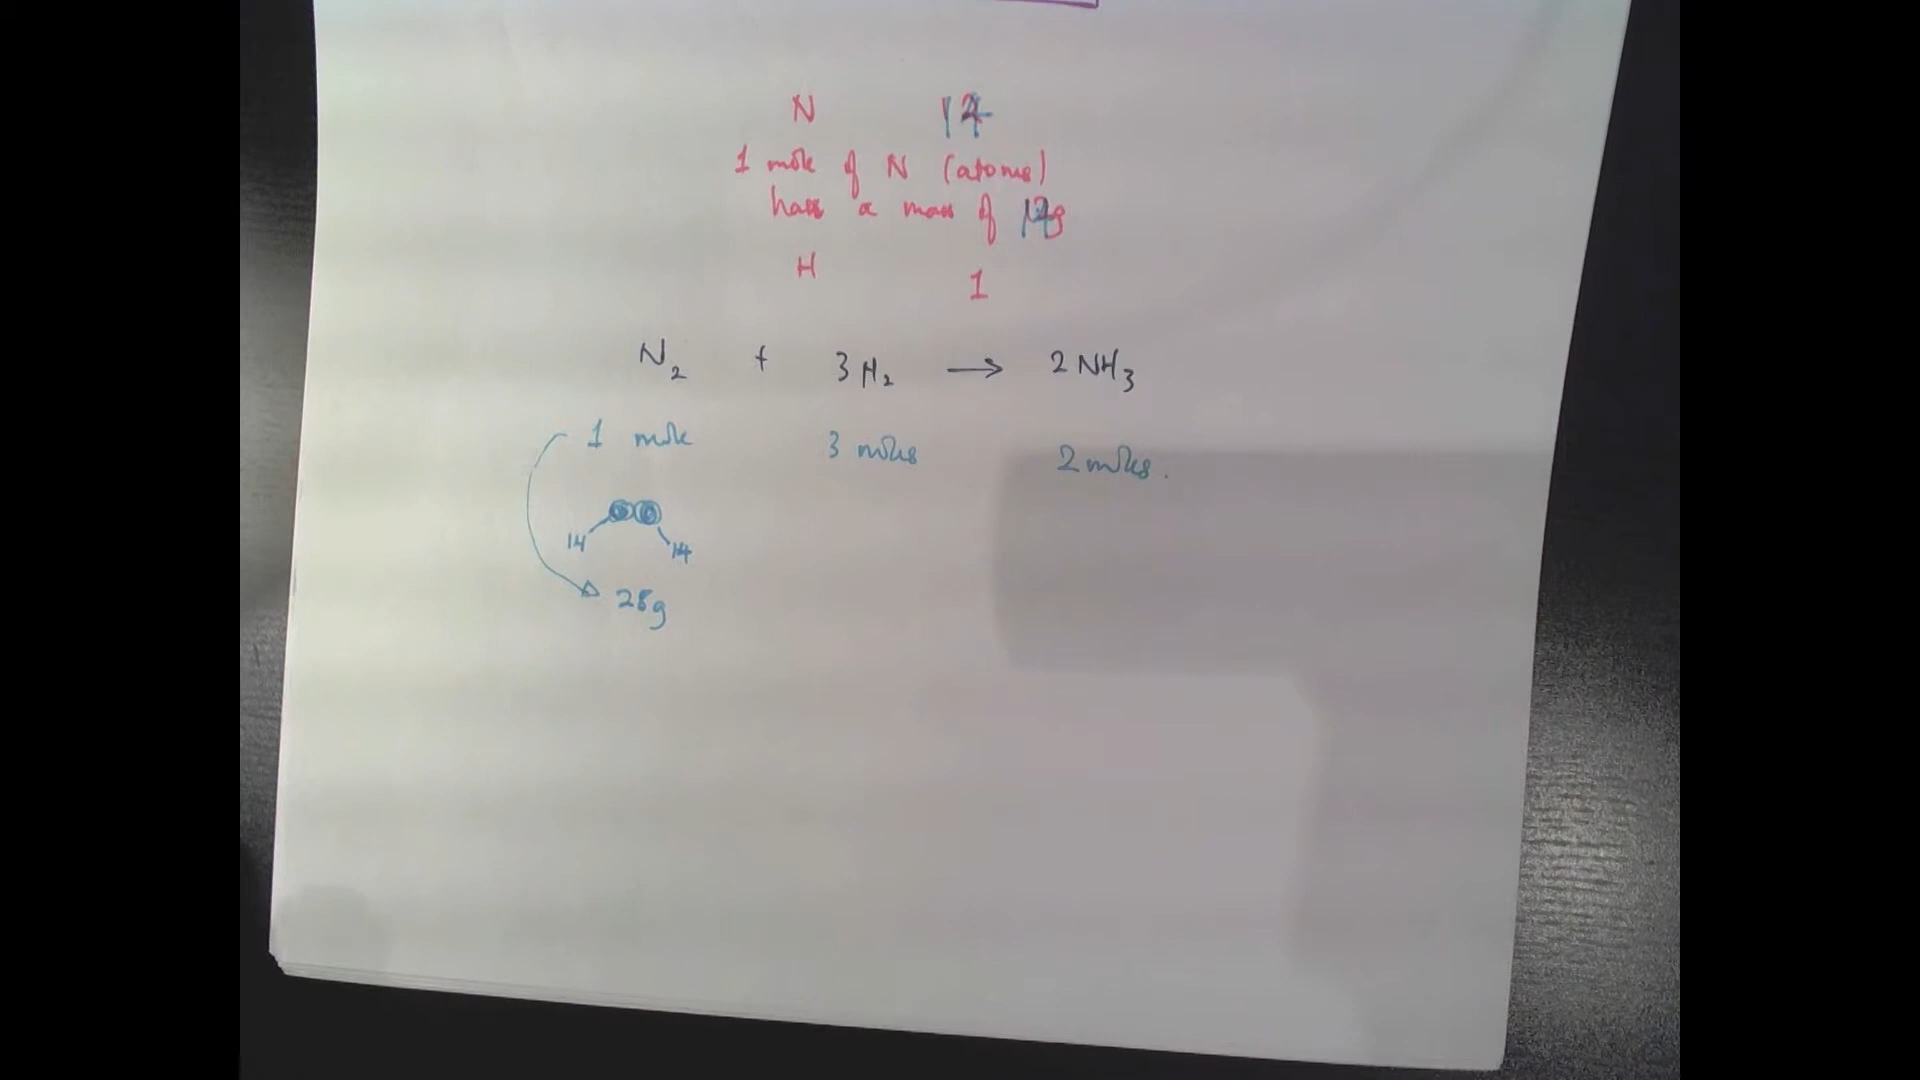 N 14
1 mole of N (atoms)
has a mass of 14g
H 1
N₂ + 3H₂ → 2NH₃
1 mole 3 moles 2 moles.
14 14
28g